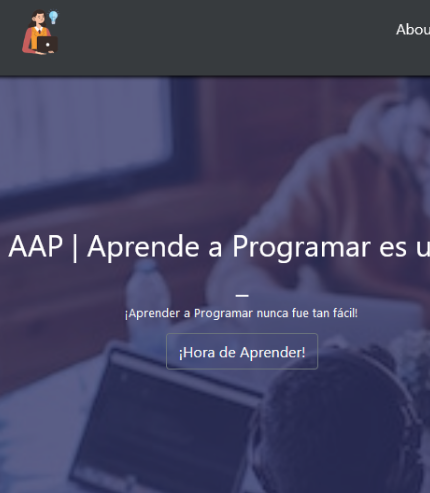 Abou
AAP | Aprende a Programar es u
_
¡Aprender a Programar nunca fue tan fácil!
¡Hora de Aprender!